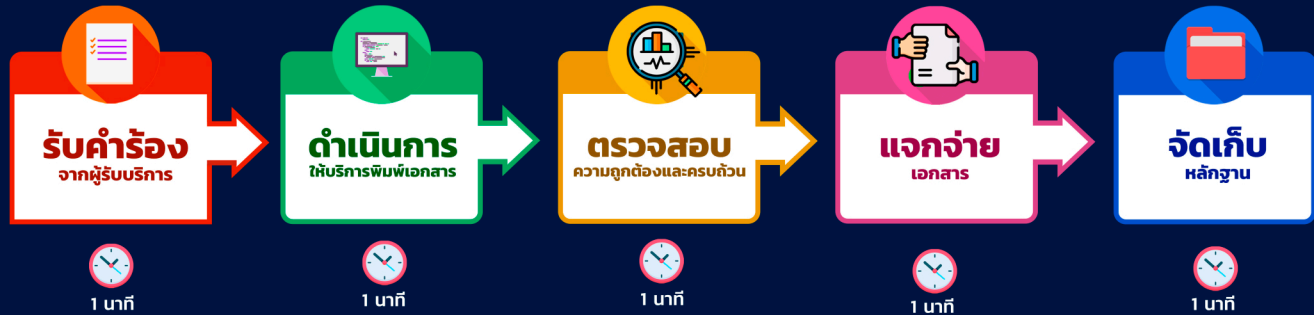 รับคำร้อง
จากผู้รับบริการ
1 นาที
ดำเนินการ
ให้บริการพิมพ์เอกสาร
1 นาที
ตรวจสอบ
ความถูกต้องและครบถ้วน
1 นาที
แจกจ่าย
เอกสาร
1 นาที
จัดเก็บ
หลักฐาน
1 นาที